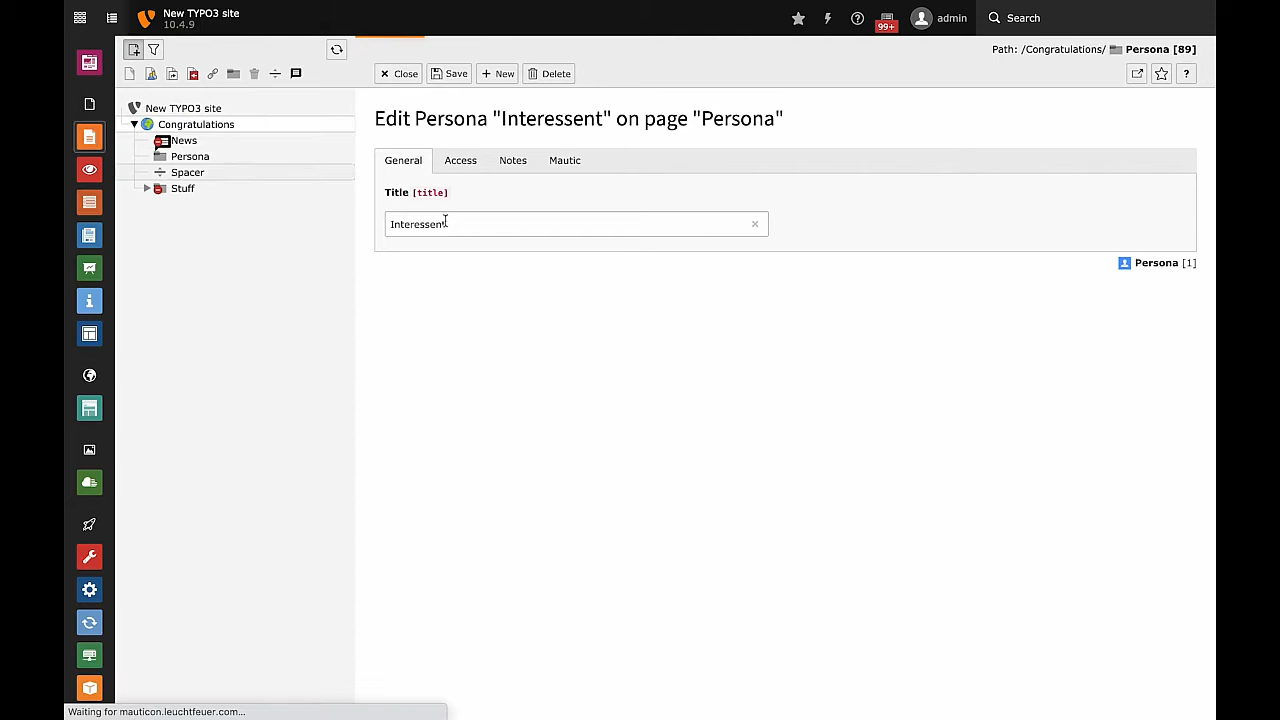 New TYPO3 site
10.4.9
99+
admin
Search
Path: /Congratulations/ Persona [89]
Close
Save
New
Delete
?
New TYPO3 site
Congratulations
News
Persona
Spacer
Stuff
Edit Persona "Interessent" on page "Persona"
General
Access
Notes
Mautic
Title [title]
Interessent
Persona [1]
Waiting for mauticon.leuchtfeuer.com...